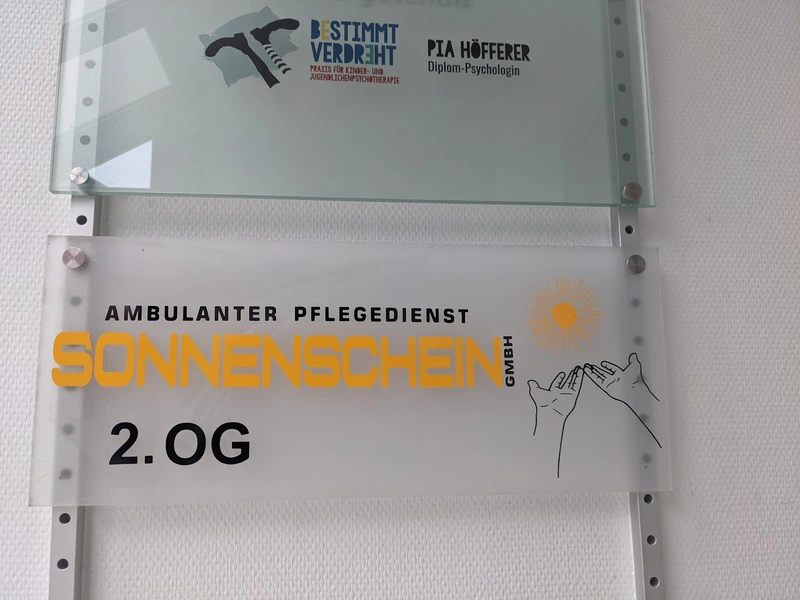 BESTIMMT
VERDREHT
PRAXIS FÜR KINDER- UND
JUGENDLICHENPSYCHOTHERAPIE
PIA HÖFFERER
Diplom-Psychologin
AMBULANTER PFLEGEDIENST
SONNENSCHEIN GMBH
2. OG